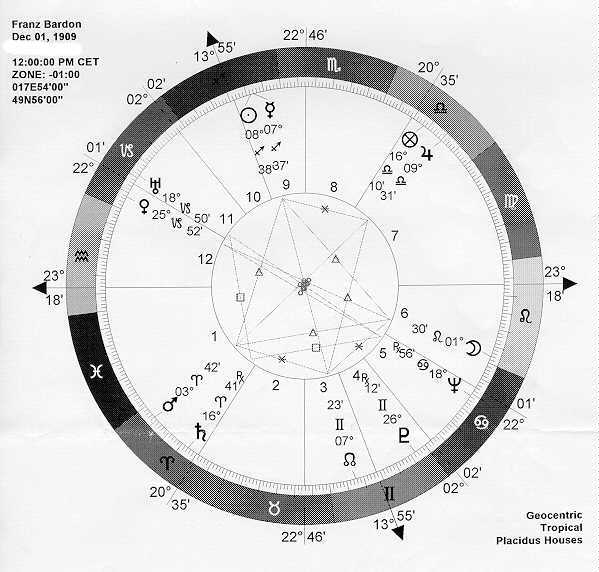 Franz Bardon
Dec 01, 1909
12:00:00 PM CET
ZONE: -01:00
017E54'00"
49N56'00"
22° 46'
13° 55'
♏
20° 35'
02° 02'
♐
♎
01' 22°
♑
♍
☉ ☿
08° 07°
♐ ♐
38' 37'
⊗ ♃
16° 09°
♎ ♎
10' 31'
♅ 18° ♑ 50'
♀ 25° ♑ 52'
10
9
8
11
7
12
♒
23° 18'
23° 18'
♌
1
6
30' ♌ 01° ☽
5 ℞ 56' ♋ 18° ♆
♓
2
3
4
♂ 03° ♈ 42'
♄ 16° ♈ 41' ℞
℞ 12' ♊ 26° ♇
23' ♊ 07° ☊
♋
01' 22°
♈
20° 35'
♉
♊
02° 02'
22° 46'
13° 55'
Geocentric
Tropical
Placidus Houses